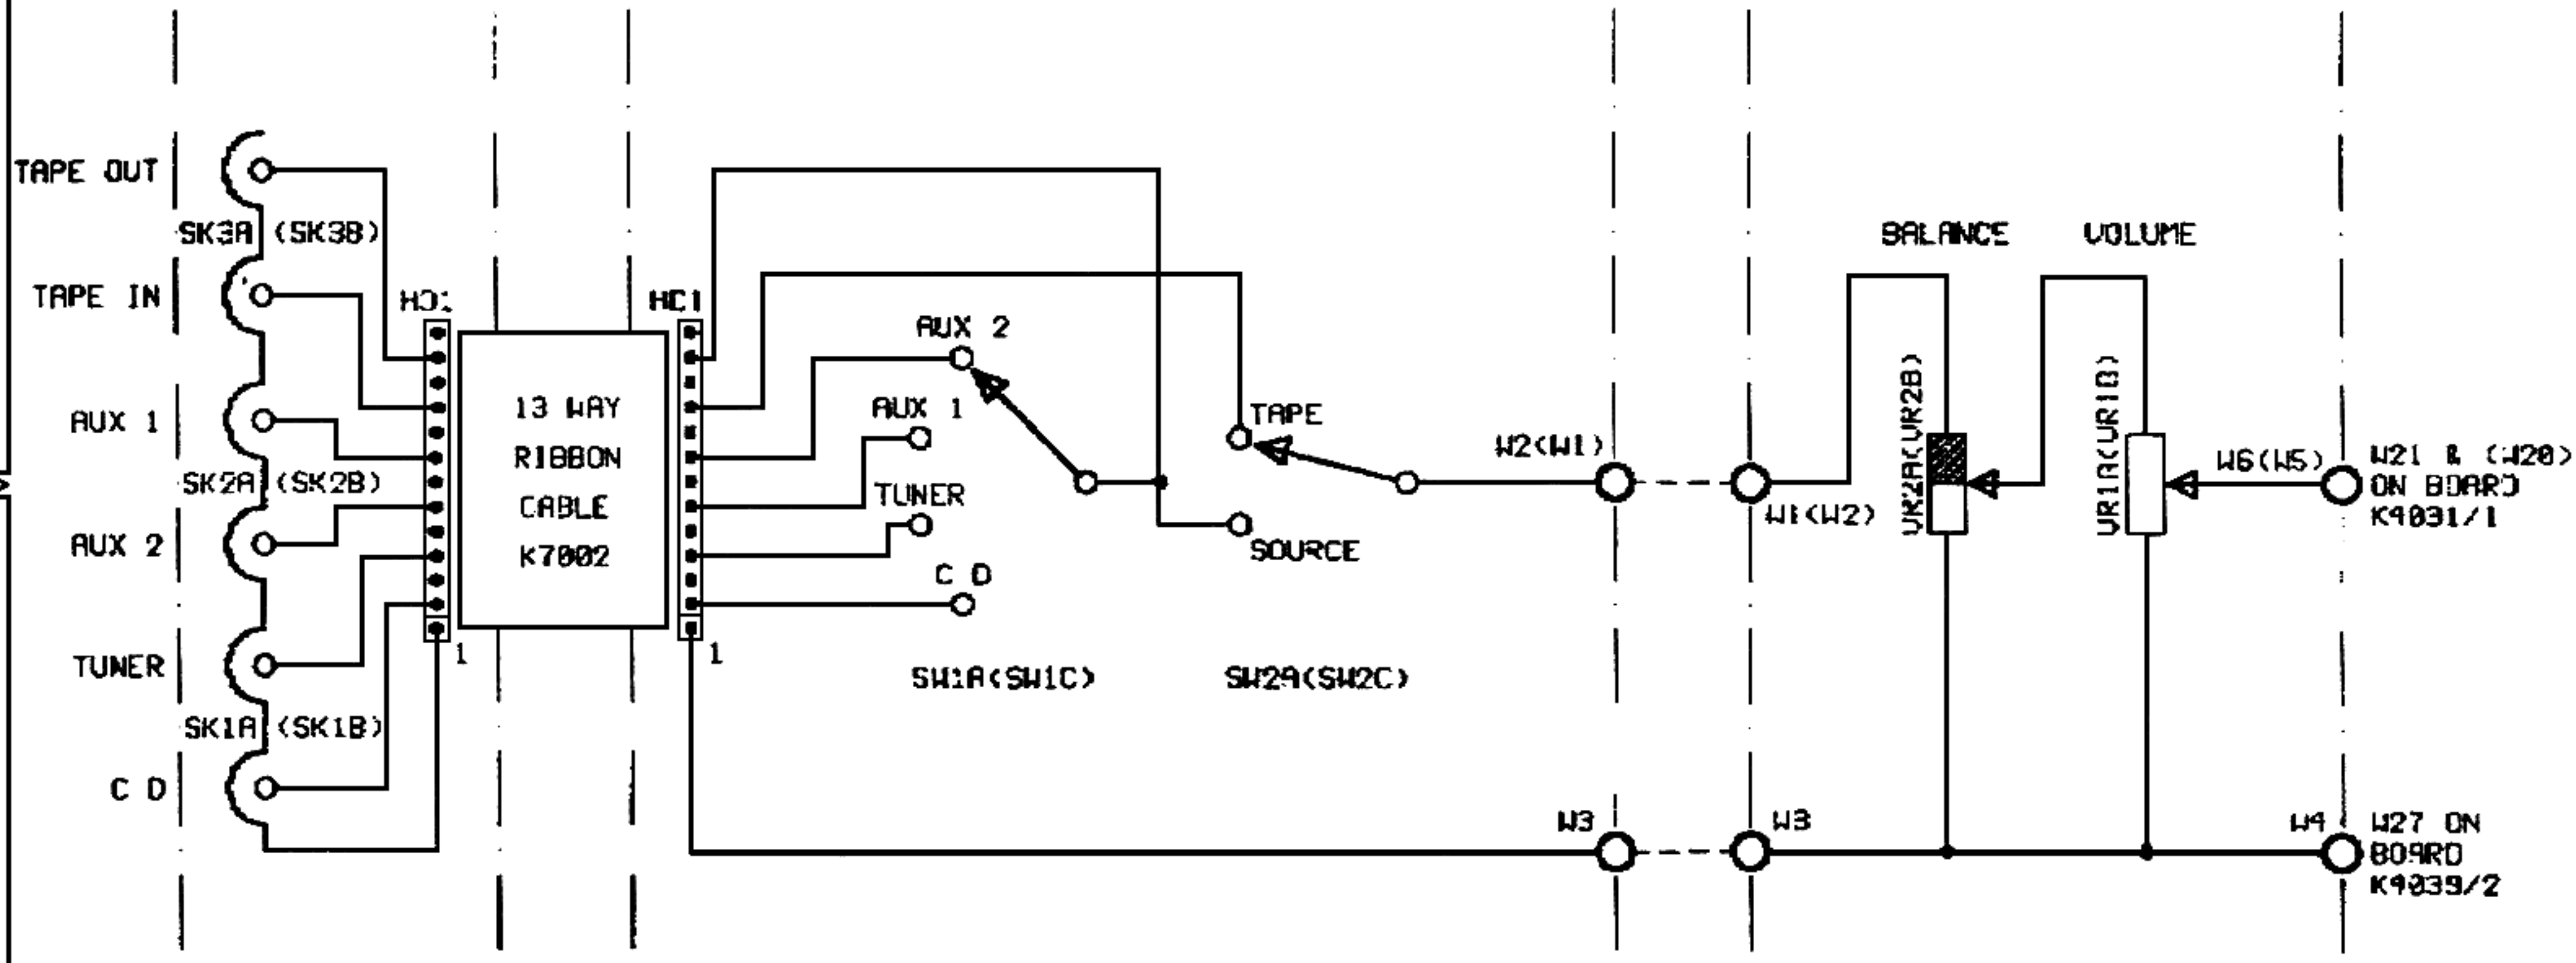 TAPE OUT
SK3A (SK3B)
TAPE IN
AUX 1
SK2A (SK2B)
AUX 2
TUNER
SK1A (SK1B)
C D
1
13 WAY
RIBBON
CABLE
K7002
HC1
1
AUX 2
AUX 1
TUNER
C D
SW1A(SW1C)
TAPE
SOURCE
SW2A(SW2C)
W2(W1)
W3
W1(W2)
W3
BALANCE
VR2A(VR2B)
VOLUME
VR1A(VR1B)
W6(W5)
W4
W21 & (W20)
ON BOARD
K4031/1
W27 ON
BOARD
K4039/2